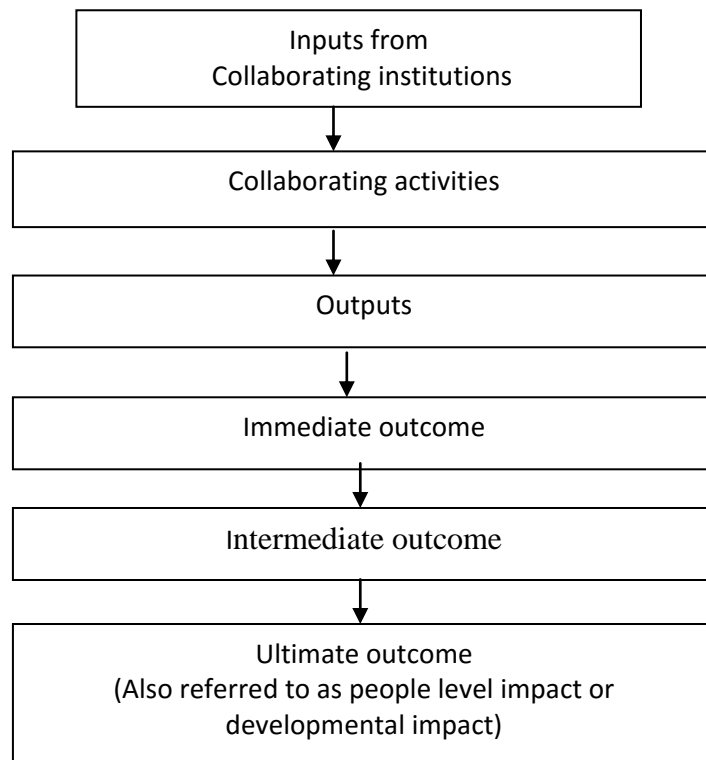 Inputs from
Collaborating institutions
Collaborating activities
Outputs
Immediate outcome
Intermediate outcome
Ultimate outcome
(Also referred to as people level impact or
developmental impact)